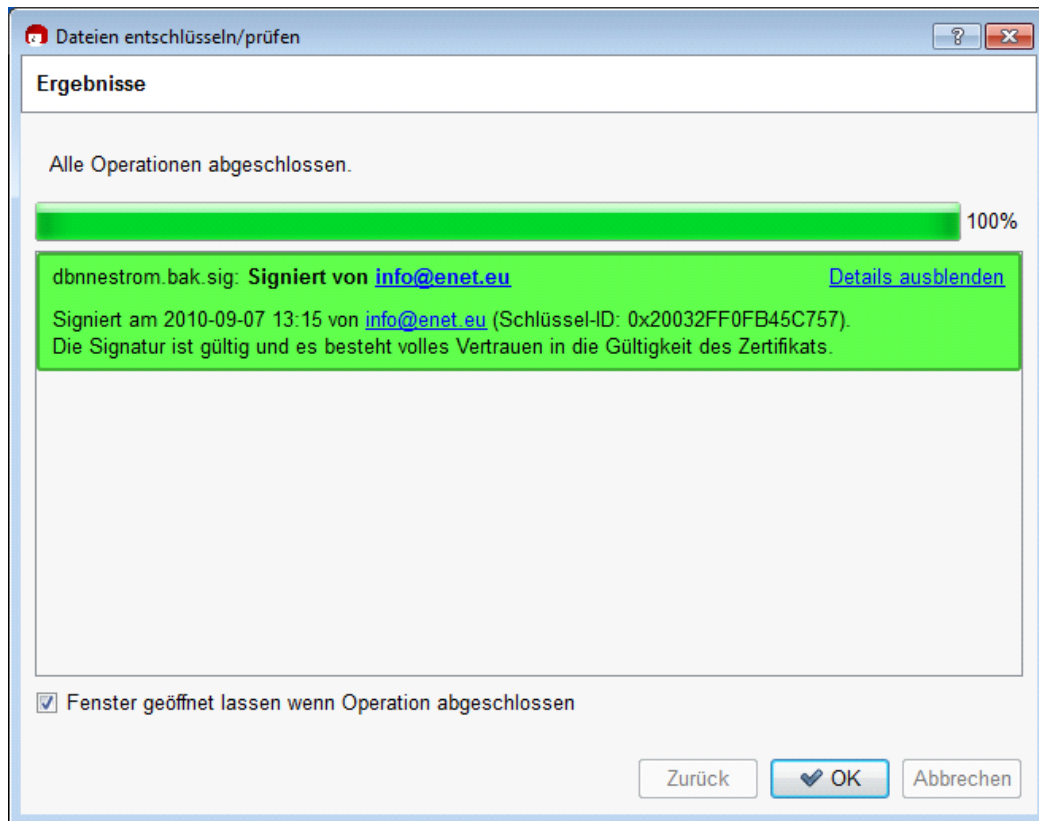 Dateien entschlüsseln/prüfen
Ergebnisse
Alle Operationen abgeschlossen.
100%
dbnnestrom.bak.sig: Signiert von info@enet.eu Details ausblenden
Signiert am 2010-09-07 13:15 von info@enet.eu (Schlüssel-ID: 0x20032FF0FB45C757).
Die Signatur ist gültig und es besteht volles Vertrauen in die Gültigkeit des Zertifikats.
Fenster geöffnet lassen wenn Operation abgeschlossen
Zurück OK Abbrechen